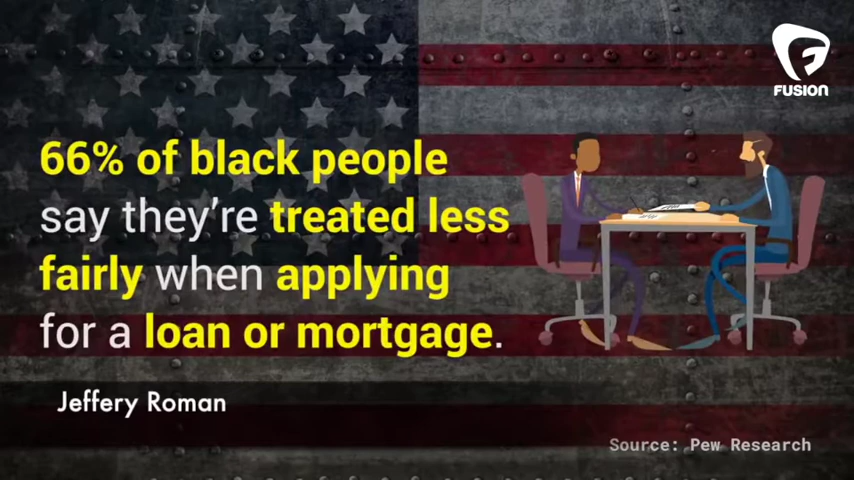 FUSION
66% of black people
say they're treated less
fairly when applying
for a loan or mortgage.
Jeffery Roman
Source: Pew Research